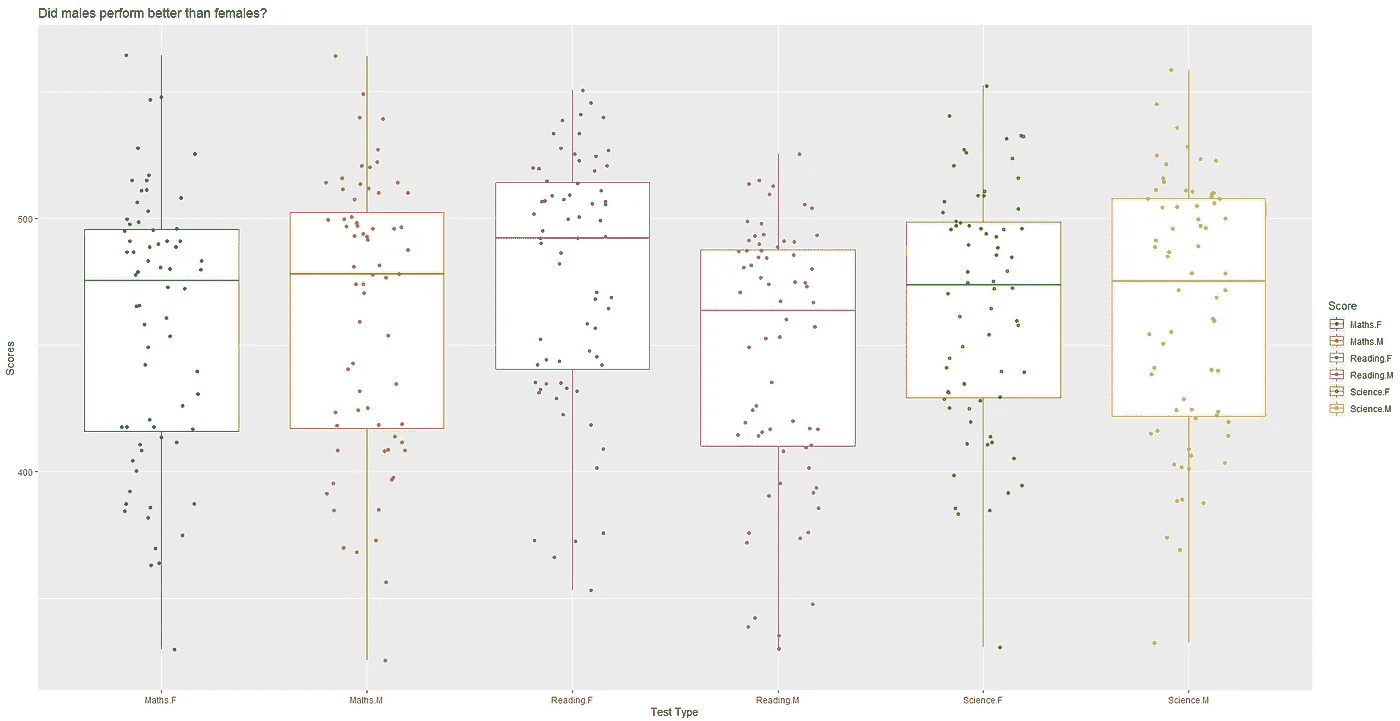 Did males perform better than females?
500
400
Scores
Maths.F
Maths.M
Reading.F
Reading.M
Science.F
Science.M
Test Type
Score
Maths.F
Maths.M
Reading.F
Reading.M
Science.F
Science.M